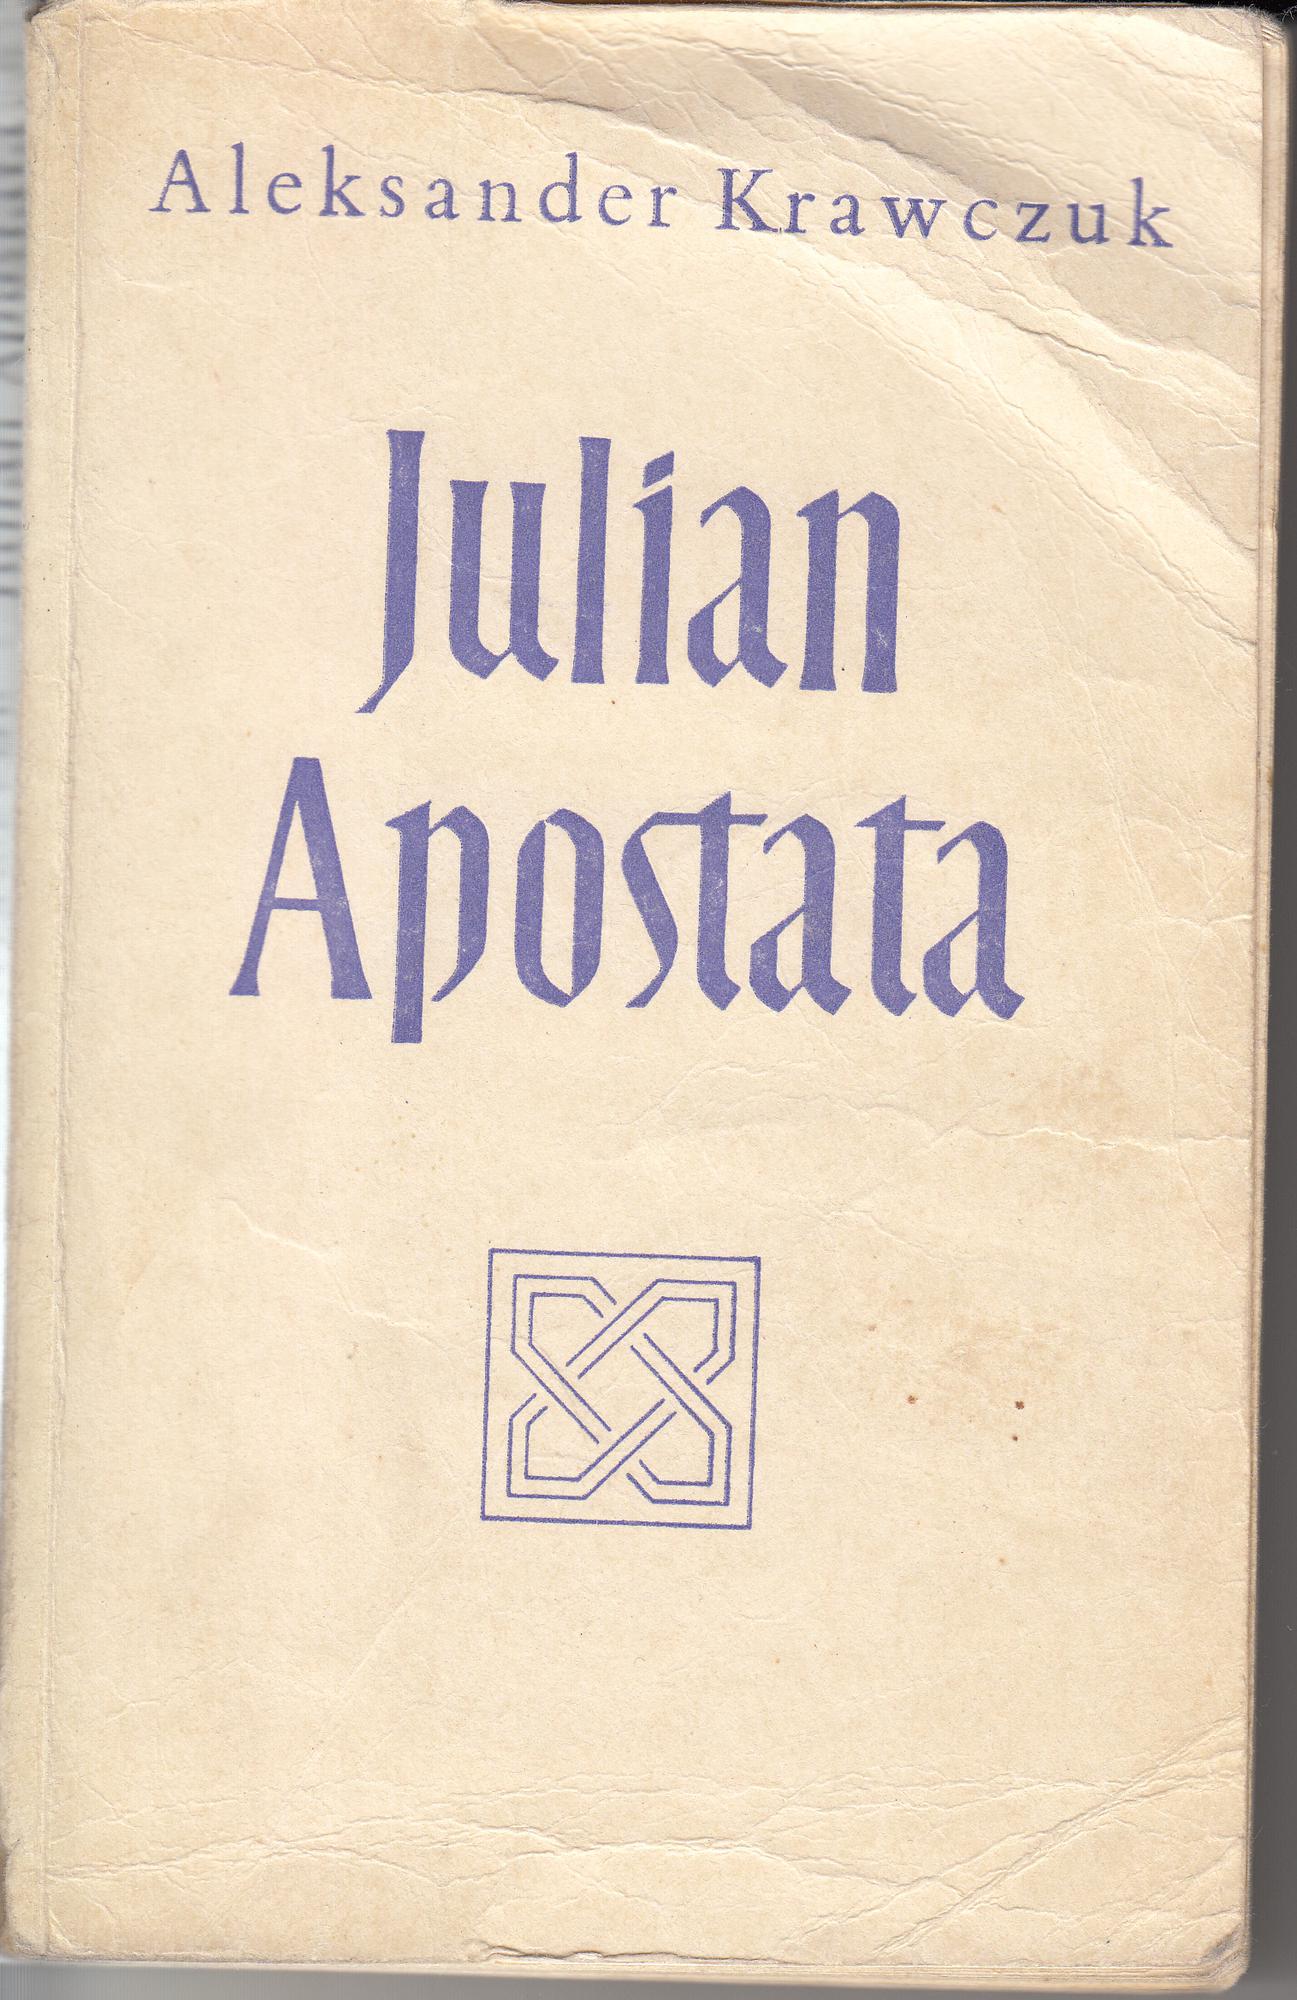 Aleksander Krawczuk
Julian
Apostata